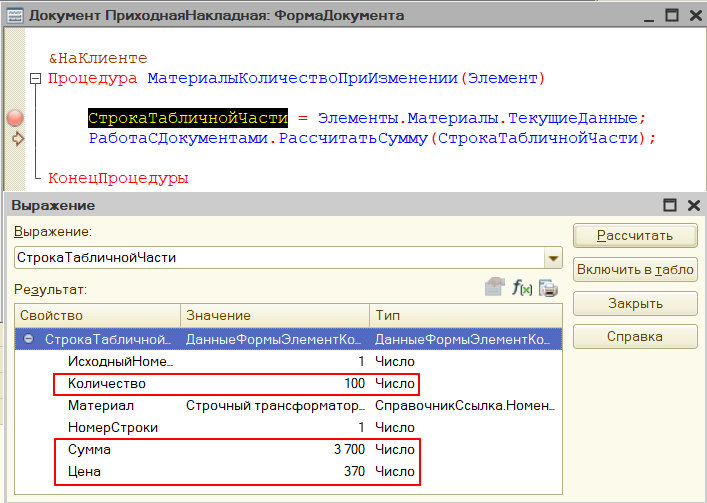 Документ ПриходнаяНакладная: ФормаДокумента
&НаКлиенте
Процедура МатериалыКоличествоПриИзменении(Элемент)
СтрокаТабличнойЧасти = Элементы.Материалы.ТекущиеДанные;
РаботаСДокументами.РассчитатьСумму(СтрокаТабличнойЧасти);
КонецПроцедуры
Выражение
Выражение:
Рассчитать
СтрокаТабличнойЧасти
Включить в табло
Результат:
Закрыть
Свойство Значение Тип
Справка
СтрокаТабличной... ДанныеФормыЭлементКо... ДанныеФормыЭлементКо...
ИсходныйНоме... 1 Число
Количество 100 Число
Материал Строчный трансформатор... СправочникСсылка.Номен...
НомерСтроки 1 Число
Сумма 3 700 Число
Цена 370 Число